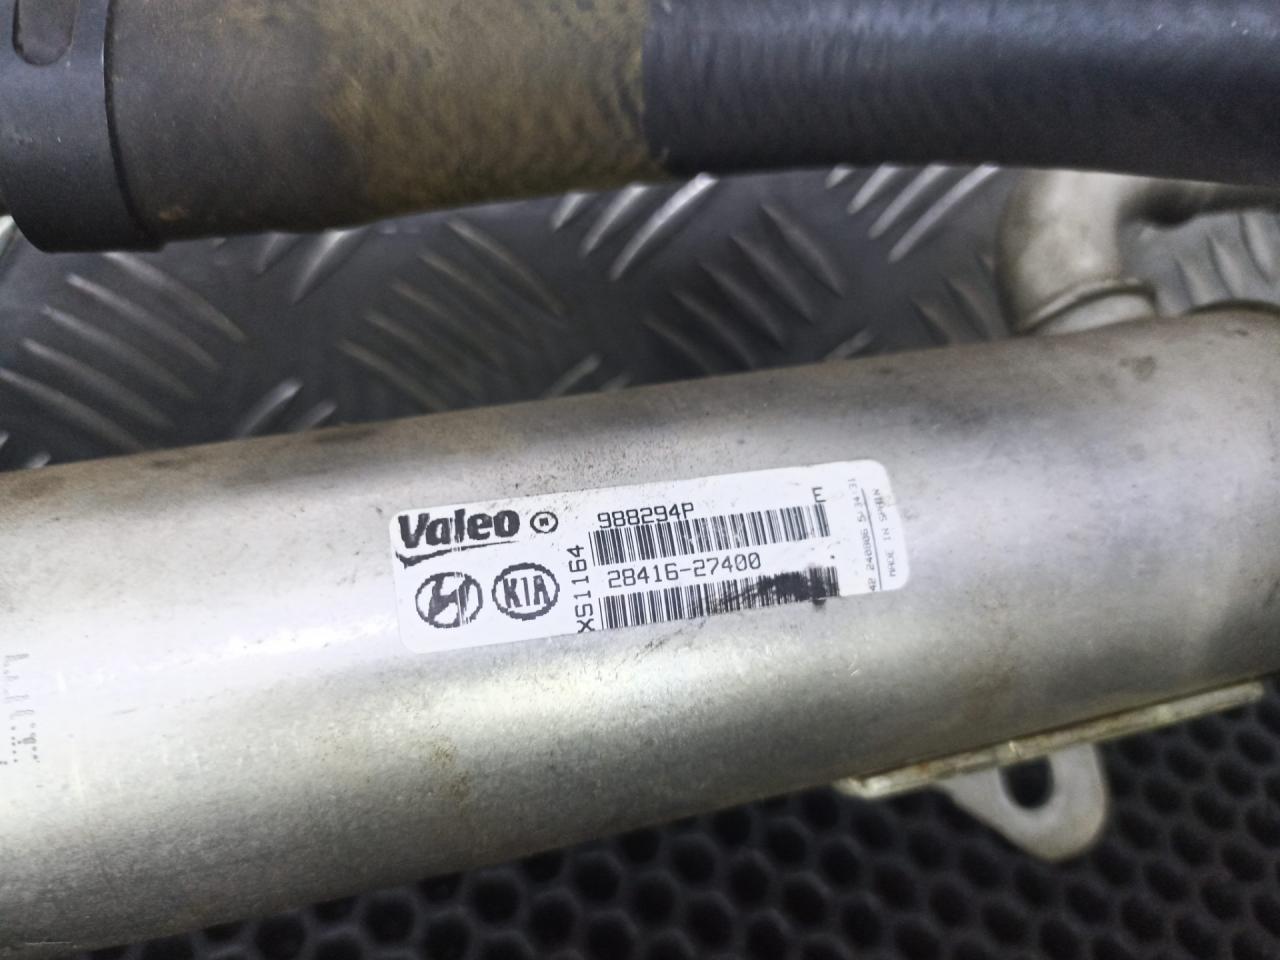 Valeo
KIA
XS1164
988294P
E
28416-27400
MADE IN SPAIN